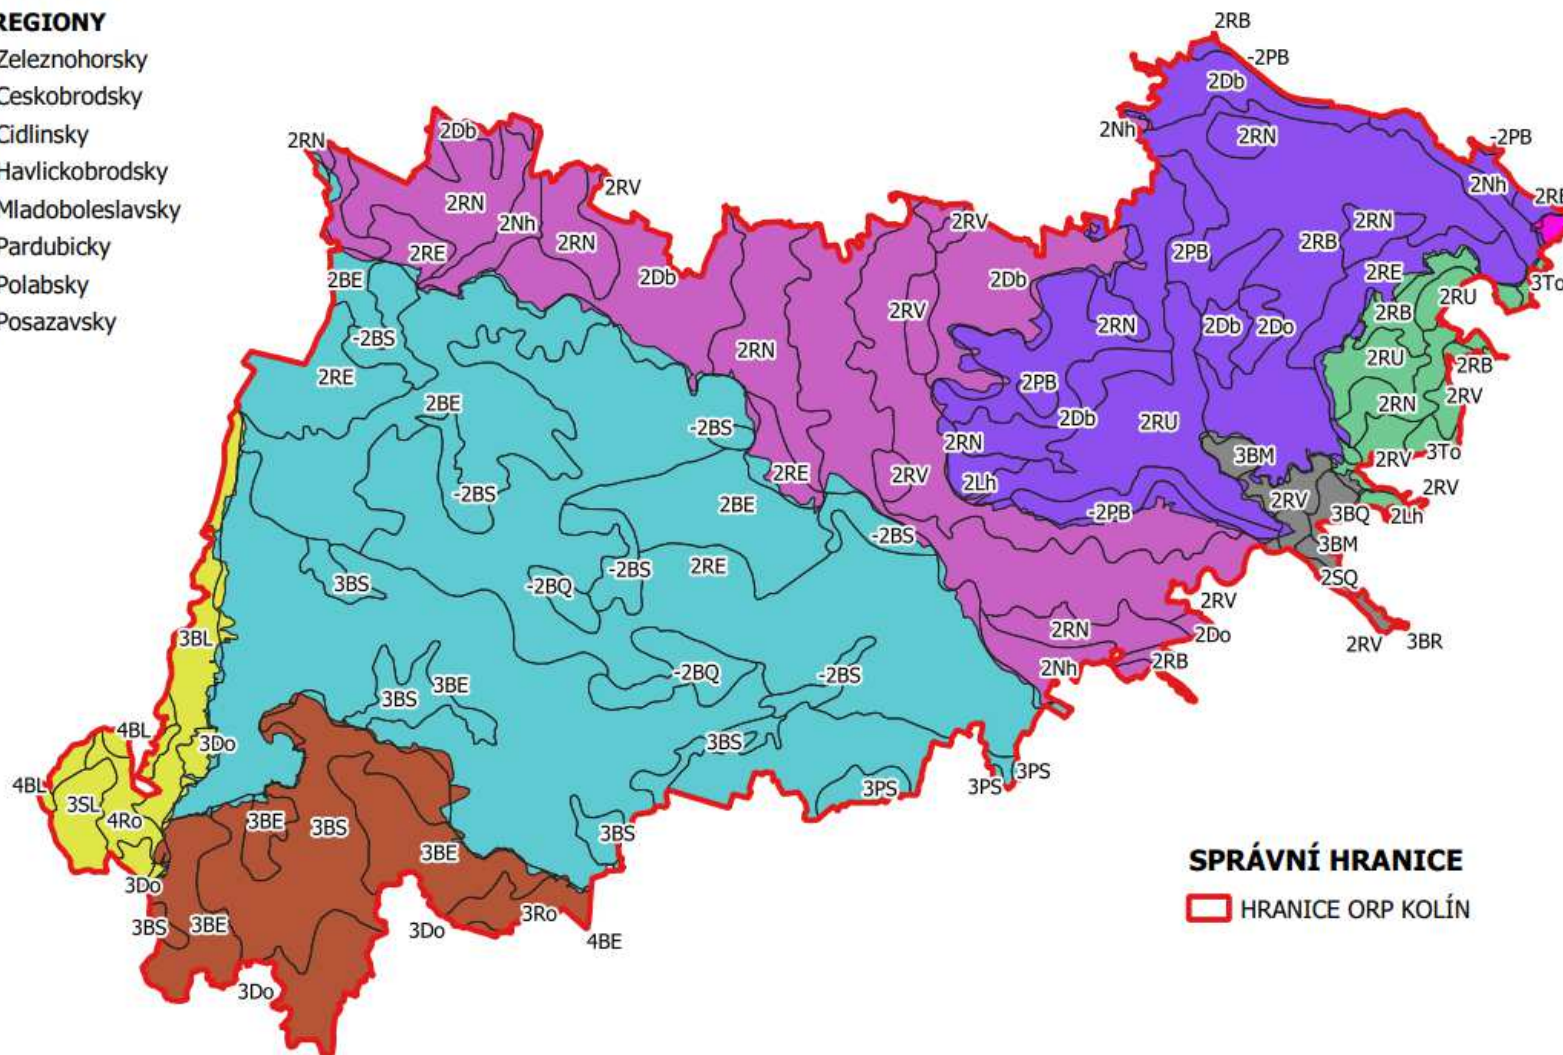 REGIONY
Zeleznohorsky
Ceskobrodsky
Cidlinsky
Havlickobrodsky
Mladoboleslavsky
Pardubicky
Polabsky
Posazavsky
2RB
-2PB
2Db
2Nh
2RN
-2PB
2Nh
2RN
2Db
2RV
2RN
2Nh
2RN
2RE
2Db
2RV
2Db
2RV
2PB
2RB
2RN
2RE
3To
2RU
2RB
2BE
-2BS
2RE
2BE
2RN
2RN
2Db
2Do
2RU
2RB
2PB
2RV
2RN
2Db
2RU
-2BS
2RN
3BM
2RV
3To
-2BS
2RE
2RV
2Lh
2BE
-2PB
2RV
2RV
3BQ
2Lh
-2BS
3BM
3BS
-2BQ
-2BS
2RE
2SQ
2RV
3BL
2RN
2Do
2RV
3BR
3BS
3BE
-2BQ
-2BS
2Nh
2RB
4BL
3Do
3BS
3PS
4BL
3SL
4Ro
3BE
3BS
3PS
3PS
3BS
3BE
3Do
3BS
3BE
3Do
3Ro
4BE
3Do
SPRÁVNÍ HRANICE
HRANICE ORP KOLÍN